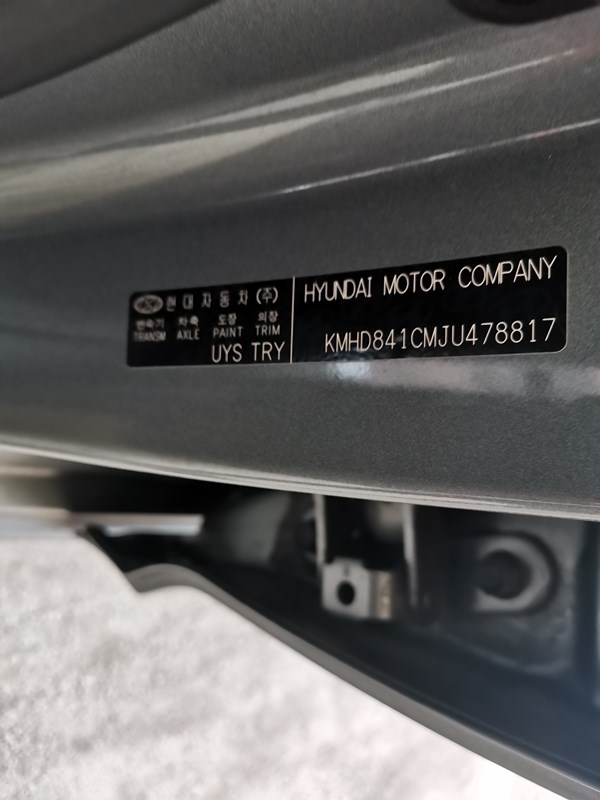 현대자동차(주)
변속기 차축 도장 의장
TRANSM AXLE PAINT TRIM
UYS TRY
HYUNDAI MOTOR COMPANY
KMHD841CMJU478817